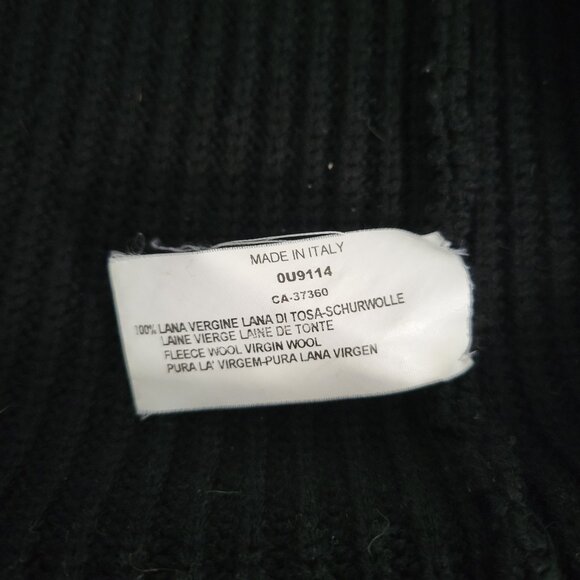 MADE IN ITALY
0U9114
CA-37360
100% LANA VERGINE LANA DI TOSA-SCHURWOLLE
LAINE VIERGE LAINE DE TONTE
FLEECE WOOL VIRGIN WOOL
PURA LA' VIRGEM-PURA LANA VIRGEN